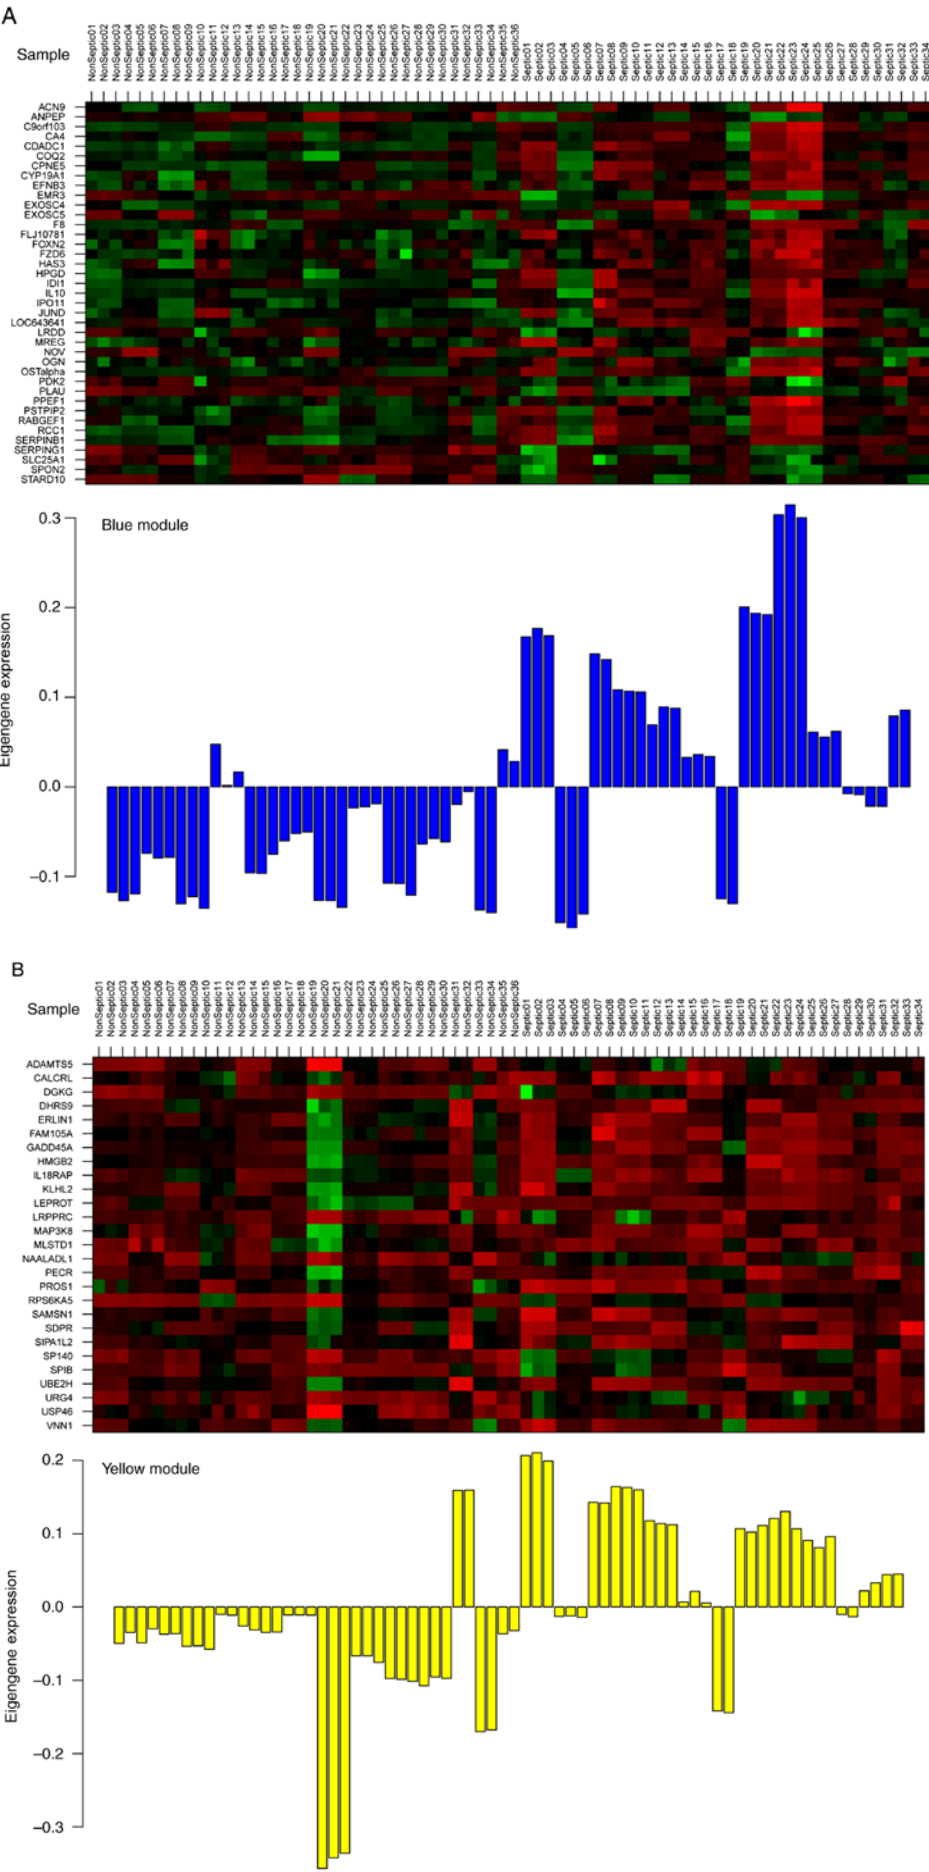 A
Sample
NonSeptic01
NonSeptic02
NonSeptic03
NonSeptic04
NonSeptic05
NonSeptic06
NonSeptic07
NonSeptic08
NonSeptic09
NonSeptic10
NonSeptic11
NonSeptic12
NonSeptic13
NonSeptic14
NonSeptic15
NonSeptic16
NonSeptic17
NonSeptic18
NonSeptic19
NonSeptic20
NonSeptic21
NonSeptic22
NonSeptic23
NonSeptic24
NonSeptic25
NonSeptic26
NonSeptic27
NonSeptic28
NonSeptic29
NonSeptic30
NonSeptic31
NonSeptic32
NonSeptic33
NonSeptic34
NonSeptic35
NonSeptic36
Septic01
Septic02
Septic03
Septic04
Septic05
Septic06
Septic07
Septic08
Septic09
Septic10
Septic11
Septic12
Septic13
Septic14
Septic15
Septic16
Septic17
Septic18
Septic19
Septic20
Septic21
Septic22
Septic23
Septic24
Septic25
Septic26
Septic27
Septic28
Septic29
Septic30
Septic31
Septic32
Septic33
Septic34
ACN9
ANPEP
C9orf103
CA4
CDADC1
COQ2
CPNE5
CYP19A1
EFNB3
EMR3
EXOSC4
EXOSC5
F8
FLJ10781
FOXN2
FZD6
HAS3
HPGD
IDI1
IL10
IPO11
JUND
LOC643641
LRDD
MREG
NOV
OGN
OSTalpha
PDK2
PLAU
PPEF1
PSTPIP2
RABGEF1
RCC1
SERPINB1
SERPING1
SLC25A1
SPON2
STARD10
Blue module
Eigengene expression
0.3
0.2
0.1
0.0
−0.1
B
Sample
NonSeptic01
NonSeptic02
NonSeptic03
NonSeptic04
NonSeptic05
NonSeptic06
NonSeptic07
NonSeptic08
NonSeptic09
NonSeptic10
NonSeptic11
NonSeptic12
NonSeptic13
NonSeptic14
NonSeptic15
NonSeptic16
NonSeptic17
NonSeptic18
NonSeptic19
NonSeptic20
NonSeptic21
NonSeptic22
NonSeptic23
NonSeptic24
NonSeptic25
NonSeptic26
NonSeptic27
NonSeptic28
NonSeptic29
NonSeptic30
NonSeptic31
NonSeptic32
NonSeptic33
NonSeptic34
NonSeptic35
NonSeptic36
Septic01
Septic02
Septic03
Septic04
Septic05
Septic06
Septic07
Septic08
Septic09
Septic10
Septic11
Septic12
Septic13
Septic14
Septic15
Septic16
Septic17
Septic18
Septic19
Septic20
Septic21
Septic22
Septic23
Septic24
Septic25
Septic26
Septic27
Septic28
Septic29
Septic30
Septic31
Septic32
Septic33
Septic34
ADAMTS5
CALCRL
DGKG
DHRS9
ERLIN1
FAM105A
GADD45A
HMGB2
IL18RAP
KLHL2
LEPROT
LRPPRC
MAP3K8
MLSTD1
NAALADL1
PECR
PROS1
RPS6KA5
SAMSN1
SDPR
SIPA1L2
SP140
SPIB
UBE2H
URG4
USP46
VNN1
Yellow module
Eigengene expression
0.2
0.1
0.0
−0.1
−0.2
−0.3